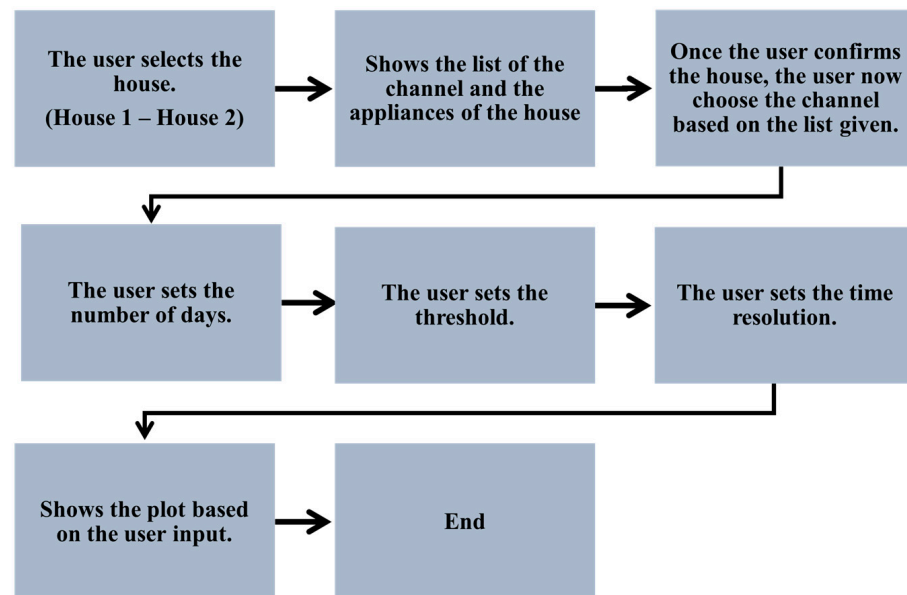 The user selects the
house.
(House 1 – House 2)
Shows the list of the
channel and the
appliances of the house
Once the user confirms
the house, the user now
choose the channel
based on the list given.
The user sets the
number of days.
The user sets the
threshold.
The user sets the time
resolution.
Shows the plot based
on the user input.
End